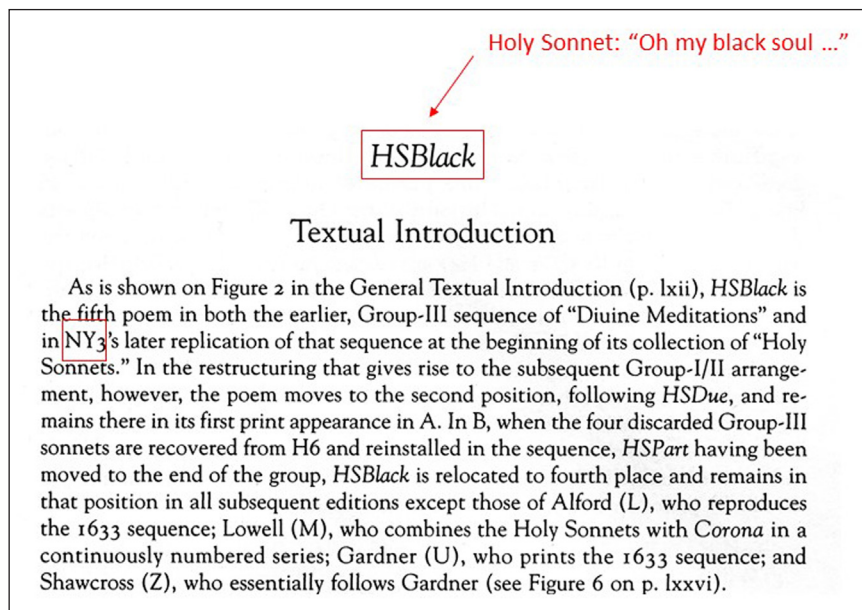 Holy Sonnet: “Oh my black soul …”
HSBlack
Textual Introduction
As is shown on Figure 2 in the General Textual Introduction (p. lxii), HSBlack is
the fifth poem in both the earlier, Group-III sequence of “Diuine Meditations” and
in NY3’s later replication of that sequence at the beginning of its collection of “Holy
Sonnets.” In the restructuring that gives rise to the subsequent Group-I/II arrange-
ment, however, the poem moves to the second position, following HSDue, and re-
mains there in its first print appearance in A. In B, when the four discarded Group-III
sonnets are recovered from H6 and reinstalled in the sequence, HSPart having been
moved to the end of the group, HSBlack is relocated to fourth place and remains in
that position in all subsequent editions except those of Alford (L), who reproduces
the 1633 sequence; Lowell (M), who combines the Holy Sonnets with Corona in a
continuously numbered series; Gardner (U), who prints the 1633 sequence; and
Shawcross (Z), who essentially follows Gardner (see Figure 6 on p. lxxvi).